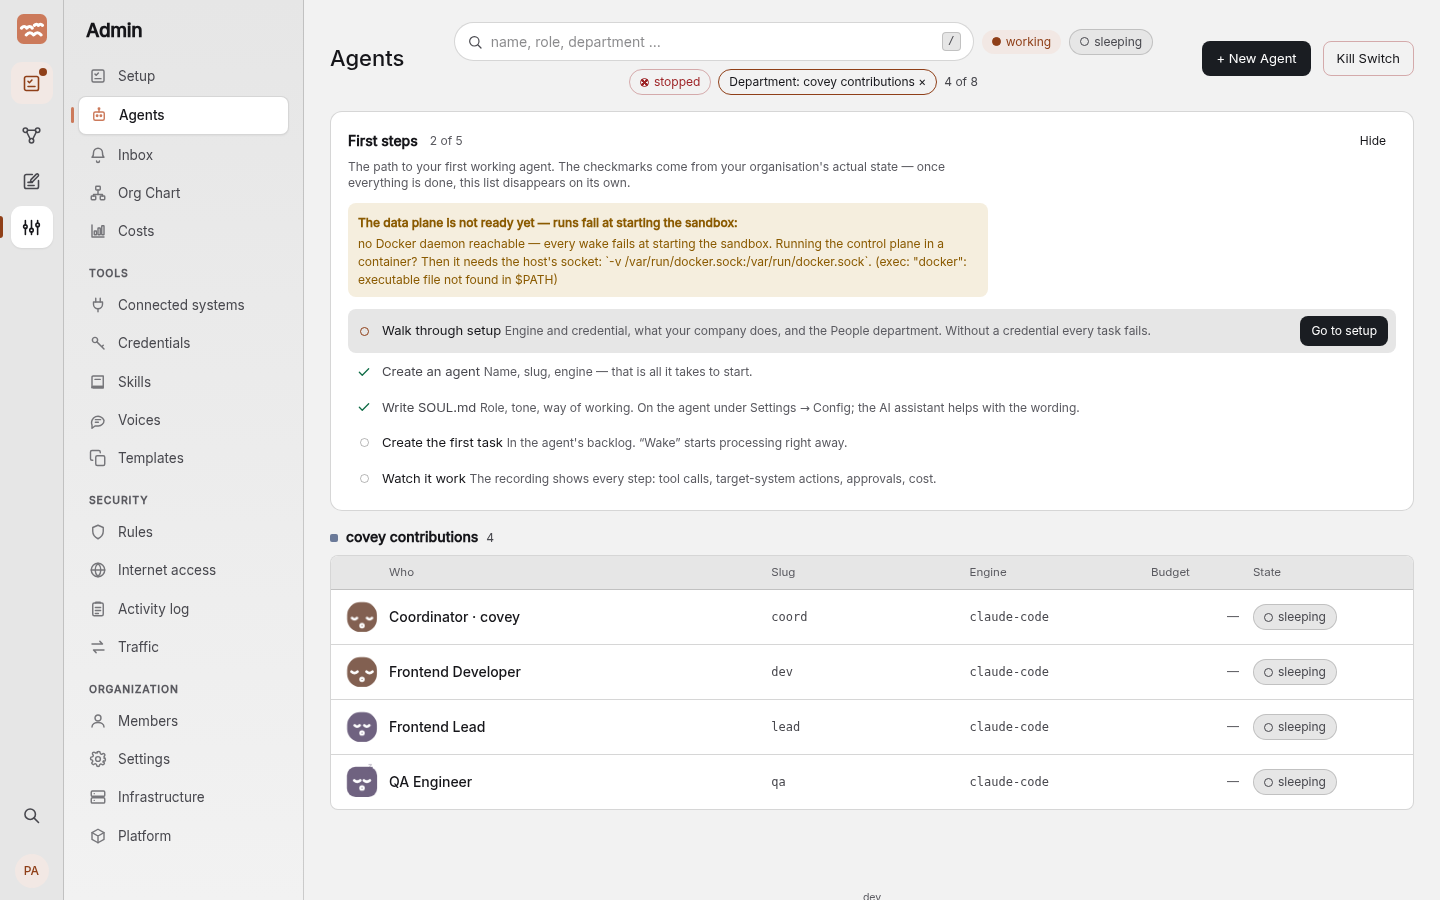 Admin
Setup
Agents
Inbox
Org Chart
Costs
TOOLS
Connected systems
Credentials
Skills
Voices
Templates
SECURITY
Rules
Internet access
Activity log
Traffic
ORGANIZATION
Members
Settings
Infrastructure
Platform
PA
Agents
name, role, department ...
/
working
sleeping
stopped
Department: covey contributions ×
4 of 8
+ New Agent
Kill Switch
First steps 2 of 5
Hide
The path to your first working agent. The checkmarks come from your organisation's actual state — once
everything is done, this list disappears on its own.
The data plane is not ready yet — runs fail at starting the sandbox:
no Docker daemon reachable — every wake fails at starting the sandbox. Running the control plane in a
container? Then it needs the host's socket: `-v /var/run/docker.sock:/var/run/docker.sock`. (exec: "docker":
executable file not found in $PATH)
Walk through setup Engine and credential, what your company does, and the People department. Without a credential every task fails.
Go to setup
Create an agent Name, slug, engine — that is all it takes to start.
Write SOUL.md Role, tone, way of working. On the agent under Settings → Config; the AI assistant helps with the wording.
Create the first task In the agent's backlog. “Wake” starts processing right away.
Watch it work The recording shows every step: tool calls, target-system actions, approvals, cost.
covey contributions 4
Who Slug Engine Budget State
Coordinator · covey coord claude-code — sleeping
Frontend Developer dev claude-code — sleeping
Frontend Lead lead claude-code — sleeping
QA Engineer qa claude-code — sleeping
dev